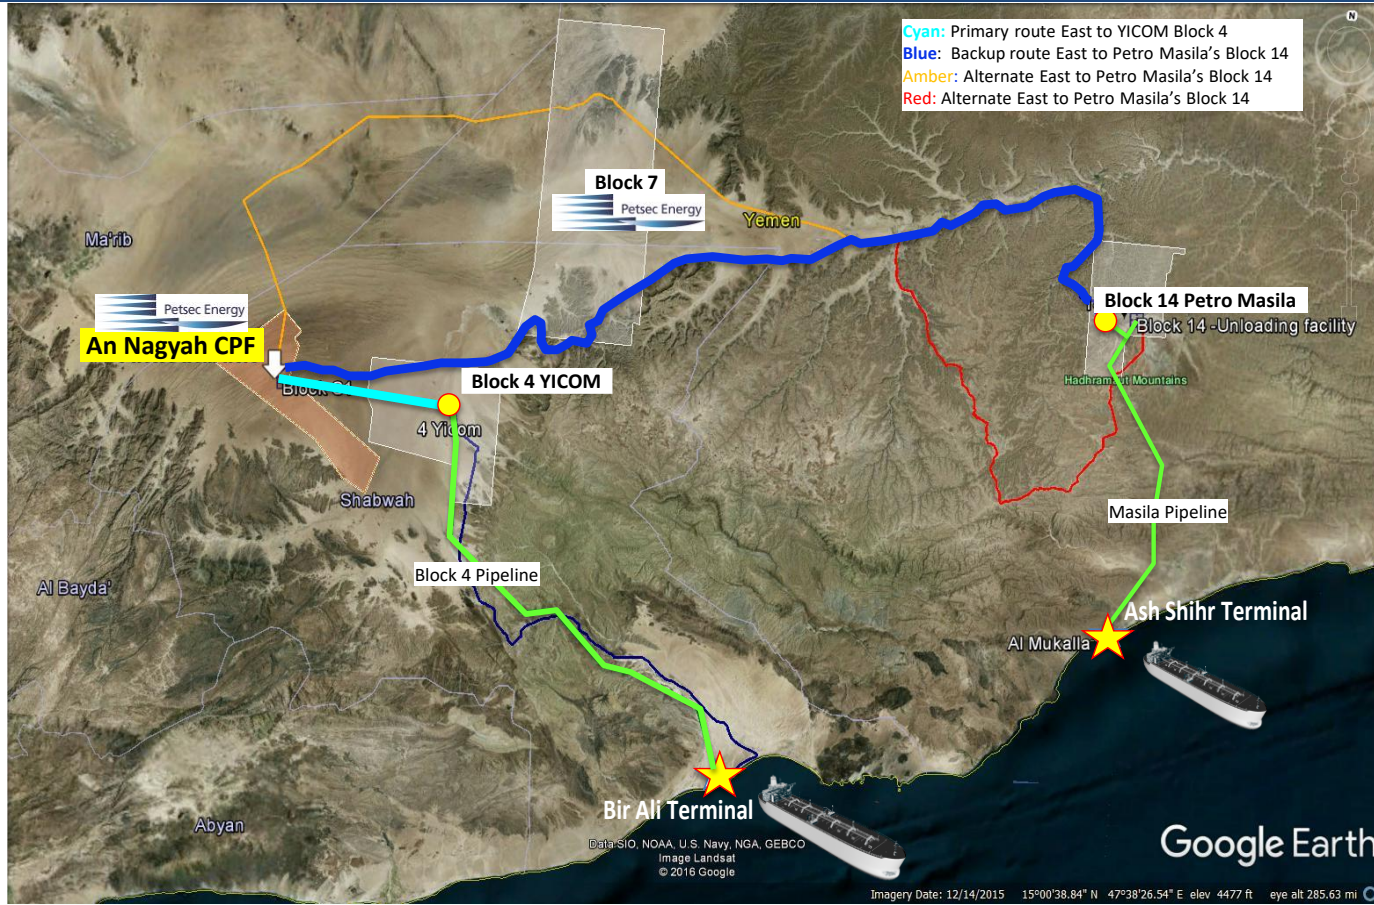 Cyan: Primary route East to YICOM Block 4
Blue: Backup route East to Petro Masila's Block 14
Amber: Alternate East to Petro Masila's Block 14
Red: Alternate East to Petro Masila's Block 14
N
Block 7
Petsec Energy
Yemen
Ma'rib
Petsec Energy
An Nagyah CPF
Block 14 Petro Masila
Block 14 -Unloading facility
Hadhramut Mountains
Block 4 YICOM
4 Yicom
Shabwah
Masila Pipeline
Block 4 Pipeline
Al Bayda'
Ash Shihr Terminal
Al Mukalla
Bir Ali Terminal
Abyan
Data SIO, NOAA, U.S. Navy, NGA, GEBCO
Image Landsat
© 2016 Google
Google Earth
Imagery Date: 12/14/2015 15°00'38.84" N 47°38'26.54" E elev 4477 ft eye alt 285.63 mi